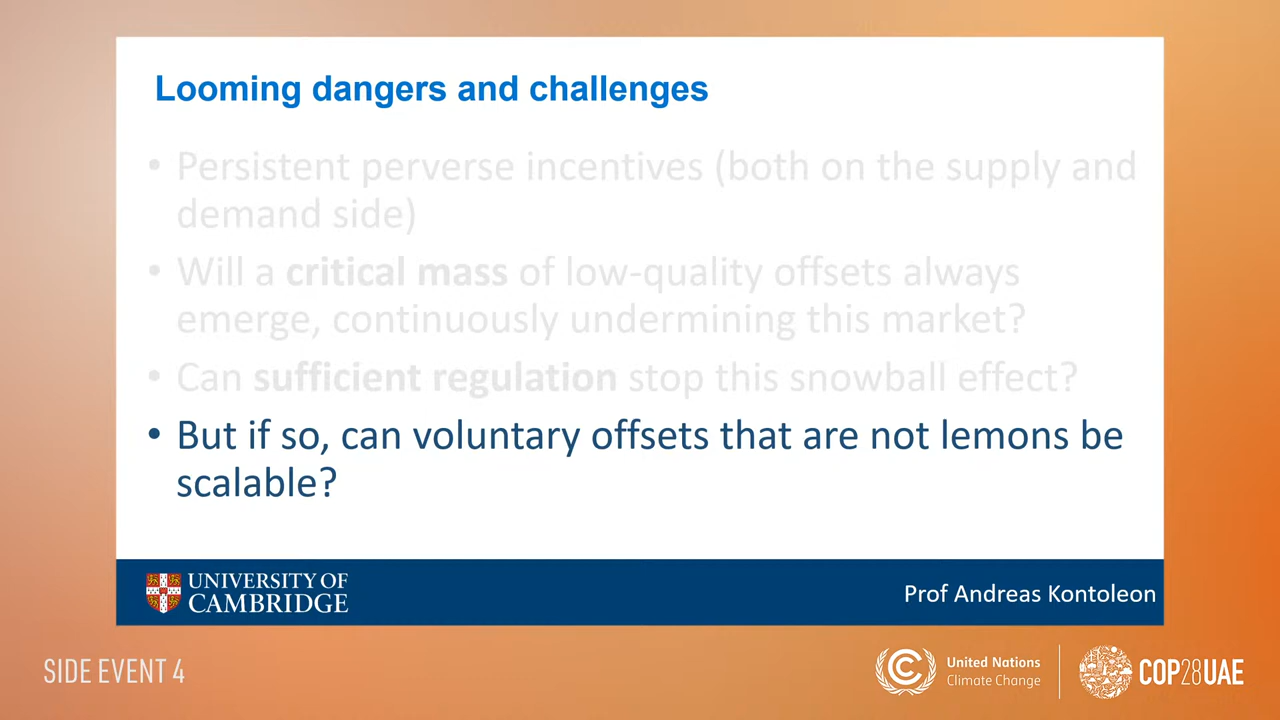 Looming dangers and challenges
• Persistent perverse incentives (both on the supply and
demand side)
• Will a critical mass of low-quality offsets always
emerge, continuously undermining this market?
• Can sufficient regulation stop this snowball effect?
• But if so, can voluntary offsets that are not lemons be
scalable?
UNIVERSITY OF
CAMBRIDGE
Prof Andreas Kontoleon
SIDE EVENT 4
United Nations
Climate Change
COP28UAE